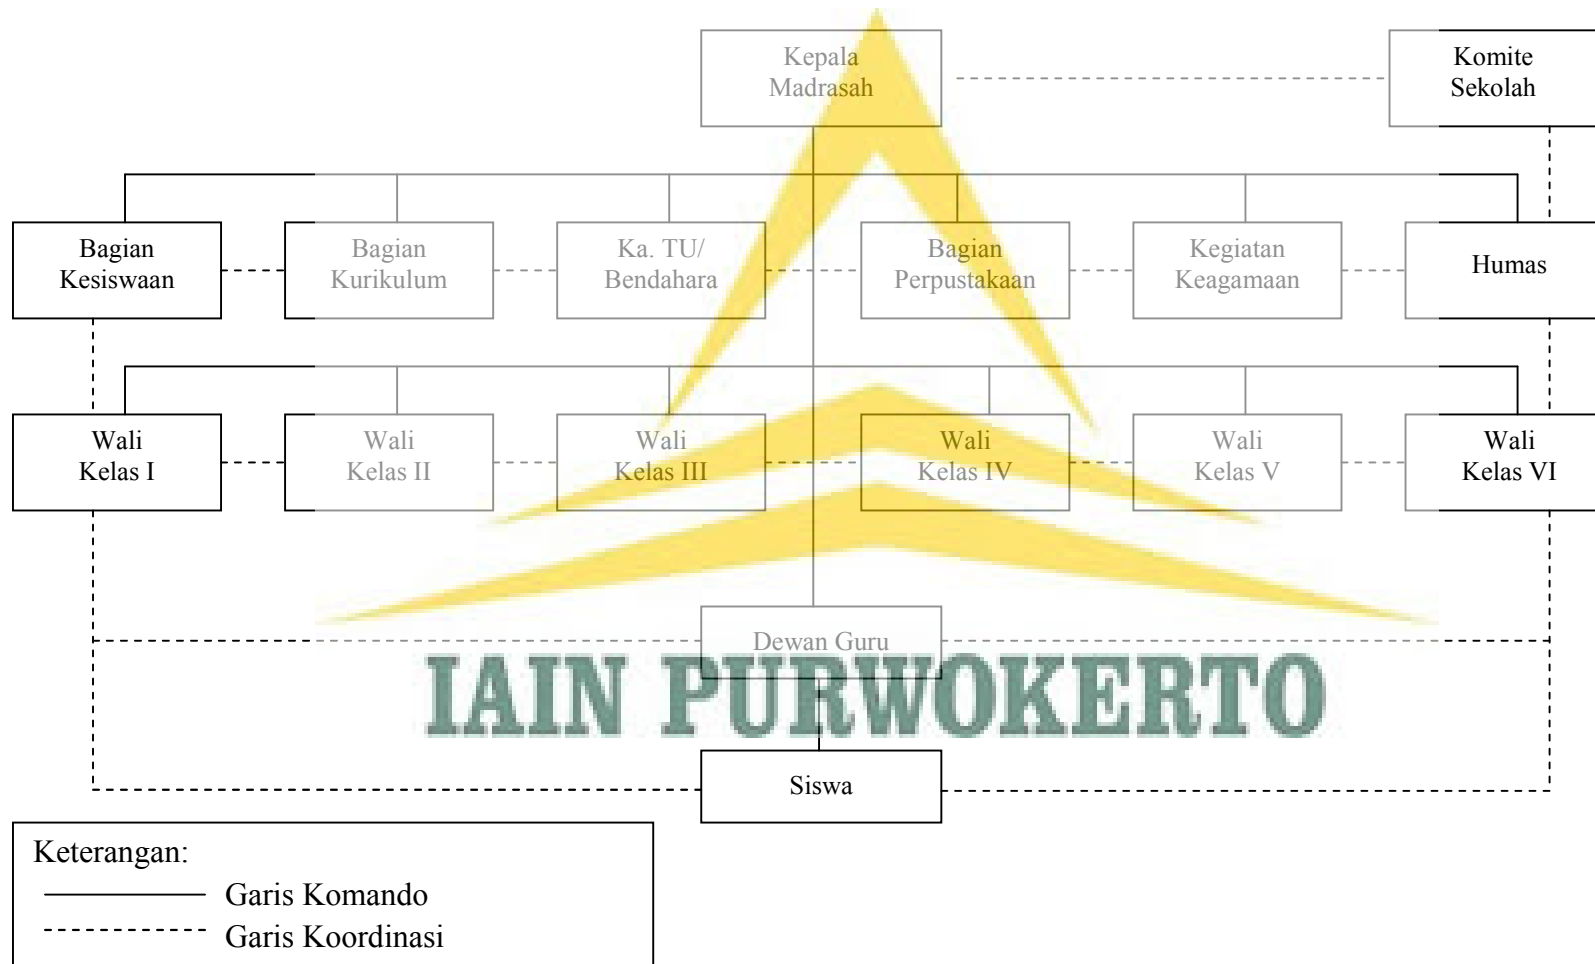 Kepala
Madrasah
Komite
Sekolah
Bagian
Kesiswaan
Bagian
Kurikulum
Ka. TU/
Bendahara
Bagian
Perpustakaan
Kegiatan
Keagamaan
Humas
Wali
Kelas I
Wali
Kelas II
Wali
Kelas III
Wali
Kelas IV
Wali
Kelas V
Wali
Kelas VI
Dewan Guru
IAIN PURWOKERTO
Siswa
Keterangan:
Garis Komando
Garis Koordinasi